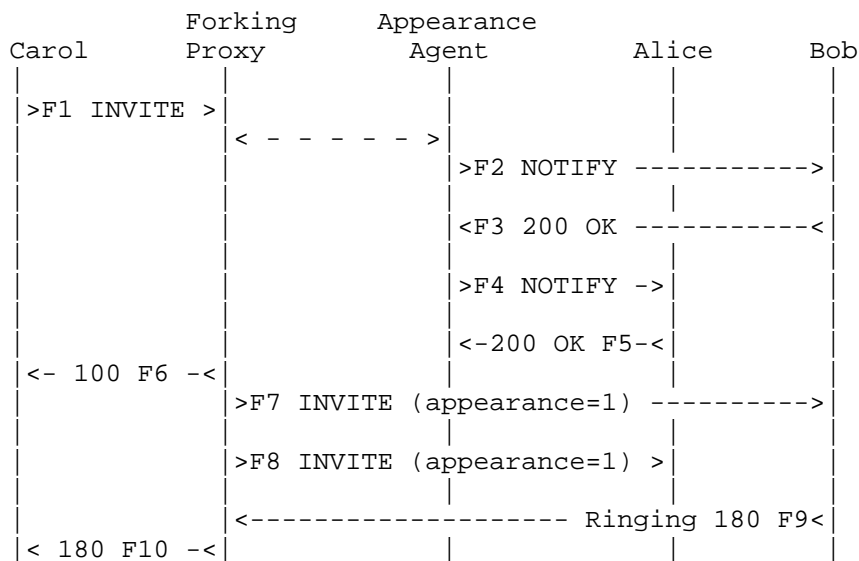 Forking Appearance
Carol Proxy Agent Alice Bob
>F1 INVITE >
< - - - - - >
>F2 NOTIFY ----------->
<F3 200 OK -----------<
>F4 NOTIFY ->
<-200 OK F5-<
<- 100 F6 -<
>F7 INVITE (appearance=1) ---------->
>F8 INVITE (appearance=1) >
<-------------------- Ringing 180 F9<
< 180 F10 -<